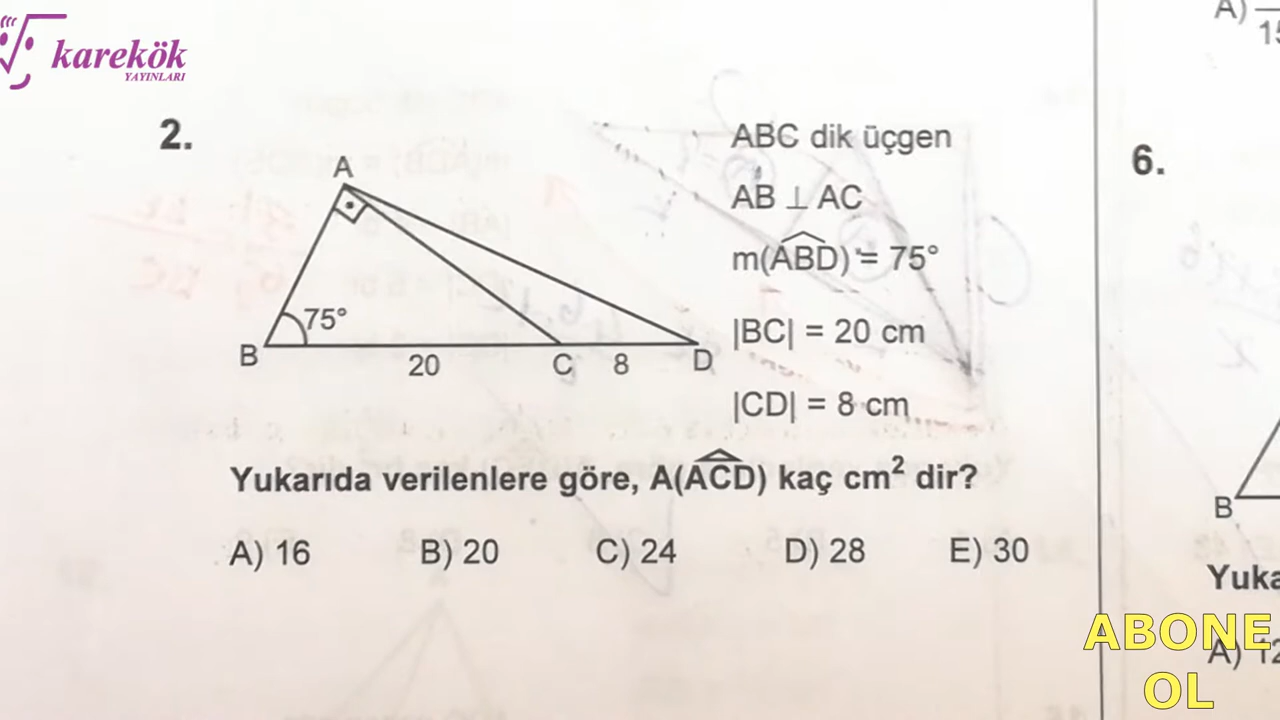 karekök
YAYINLARI
2.
A
B
C
D
75°
20
8
ABC dik üçgen
AB ⊥ AC
m(ABD) = 75°
|BC| = 20 cm
|CD| = 8 cm
Yukarıda verilenlere göre, A(ACD) kaç cm² dir?
A) 16 B) 20 C) 24 D) 28 E) 30
A)
6.
B
A) 12
ABONE
OL